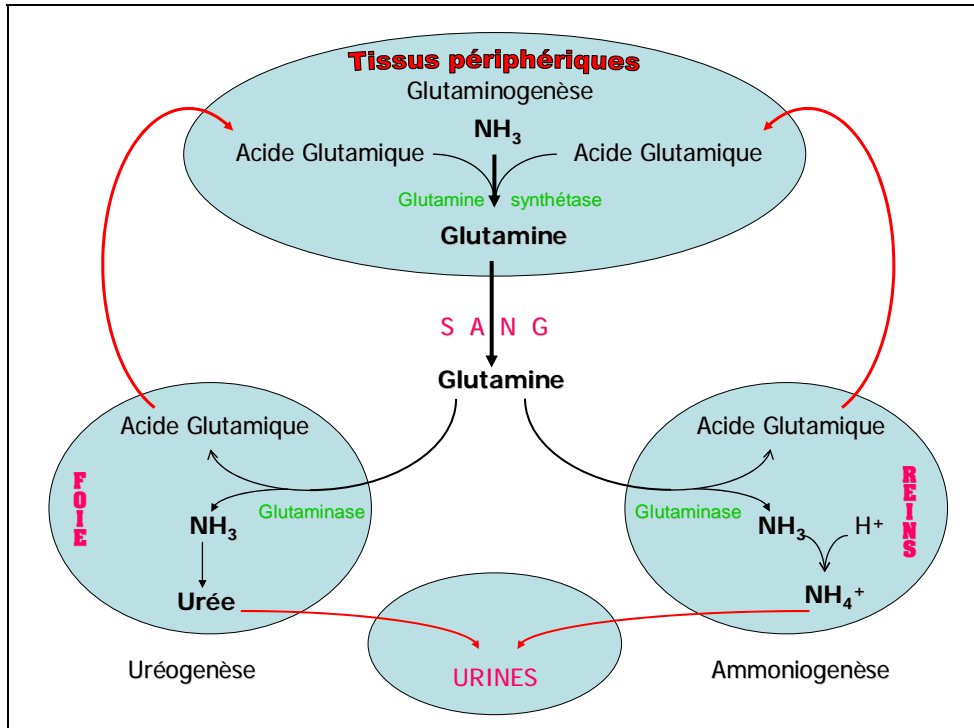 Tissus périphériques
Glutaminogenèse
NH₃
Acide Glutamique Acide Glutamique
Glutamine synthétase
Glutamine
S A N G
Glutamine
Acide Glutamique
FOIE
Glutaminase
NH₃
Urée
Uréogenèse
Acide Glutamique
REINS
Glutaminase
NH₃ H⁺
NH₄⁺
Ammoniogenèse
URINES